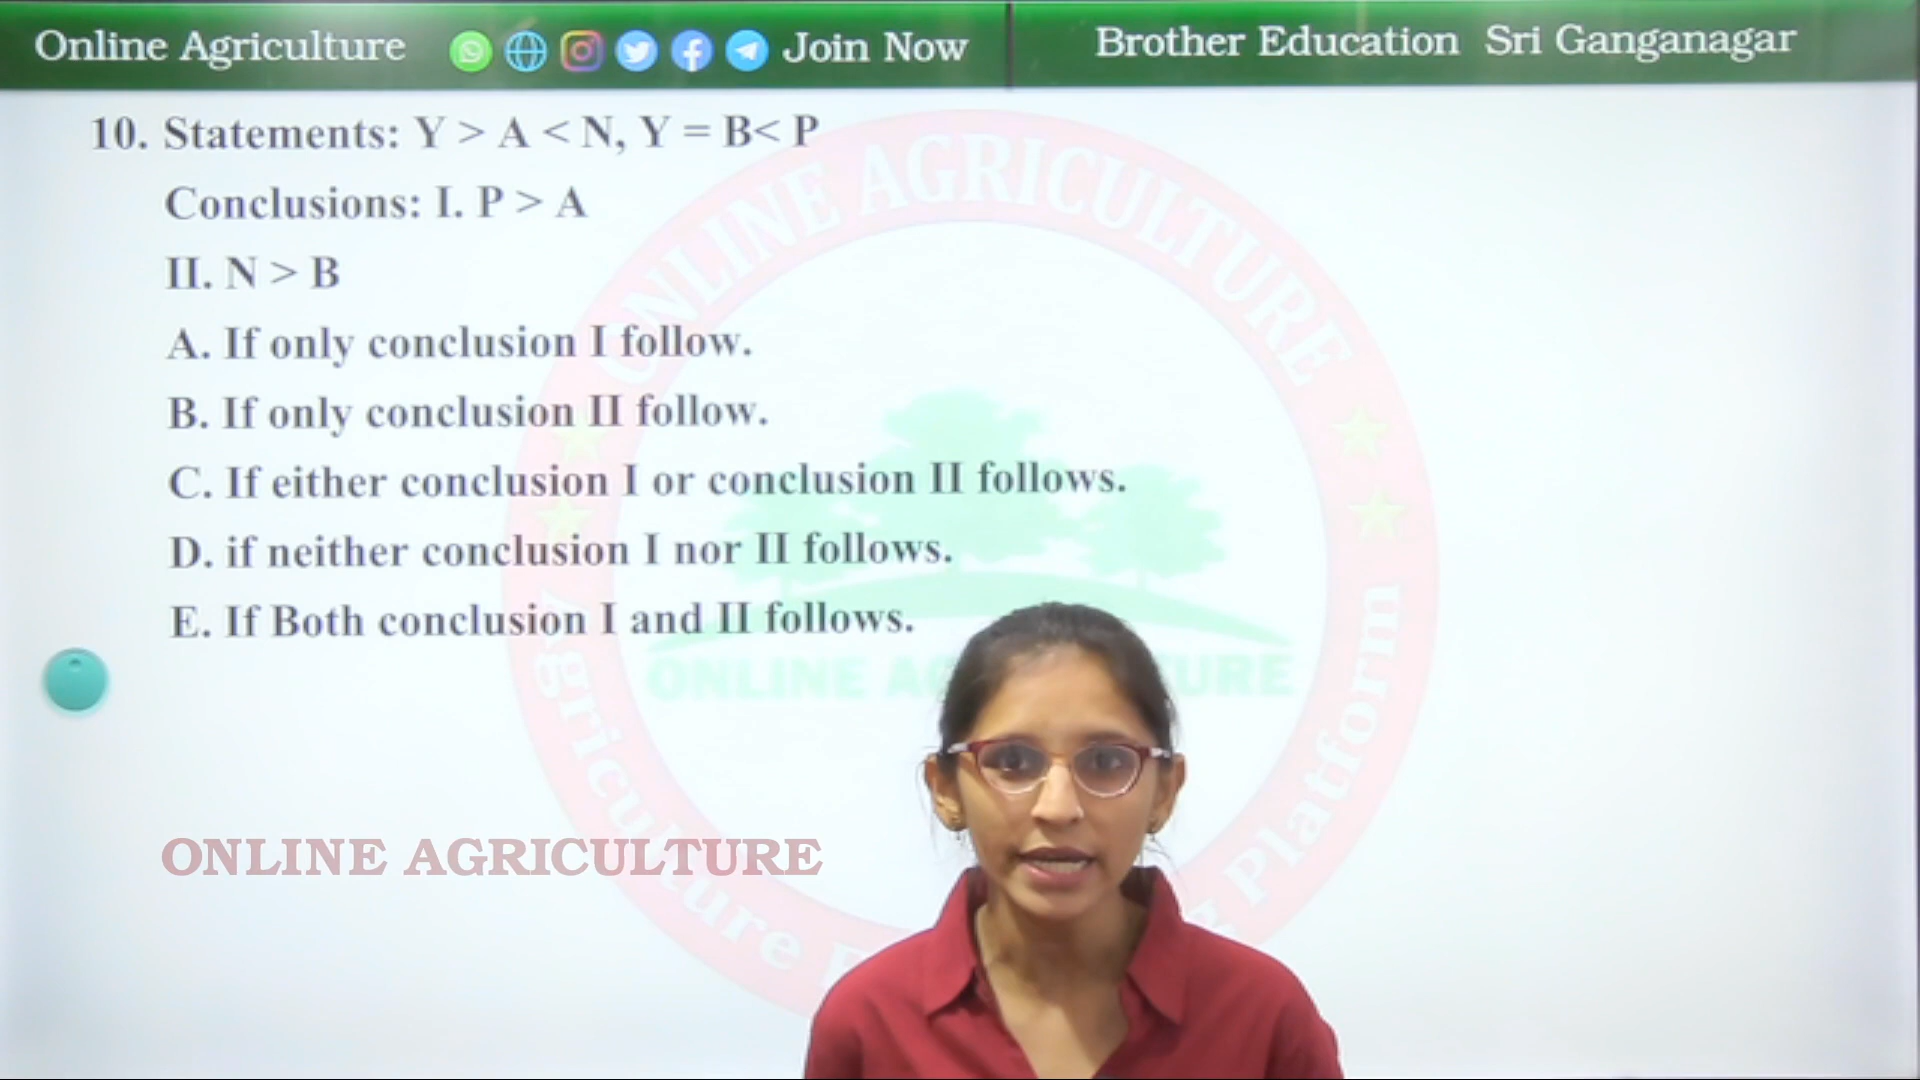 Online Agriculture Join Now Brother Education Sri Ganganagar
10. Statements: Y > A < N, Y = B< P
Conclusions: I. P > A
II. N > B
A. If only conclusion I follow.
B. If only conclusion II follow.
C. If either conclusion I or conclusion II follows.
D. if neither conclusion I nor II follows.
E. If Both conclusion I and II follows.
ONLINE AGRICULTURE
ONLINE AGRICULTURE
Agriculture
Platform